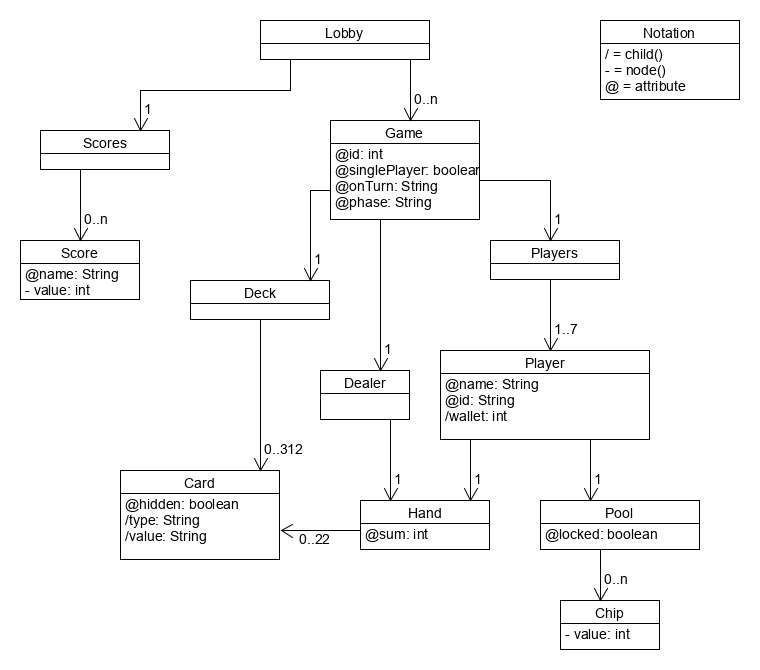 Lobby
Notation
/ = child()
- = node()
@ = attribute
1
0..n
Scores
Game
@id: int
@singlePlayer: boolean
@onTurn: String
@phase: String
0..n
1
1
Score
@name: String
- value: int
Players
Deck
1..7
1
Dealer
Player
@name: String
@id: String
/wallet: int
0..312
1
1
1
Card
@hidden: boolean
/type: String
/value: String
Hand
@sum: int
Pool
@locked: boolean
0..22
0..n
Chip
- value: int